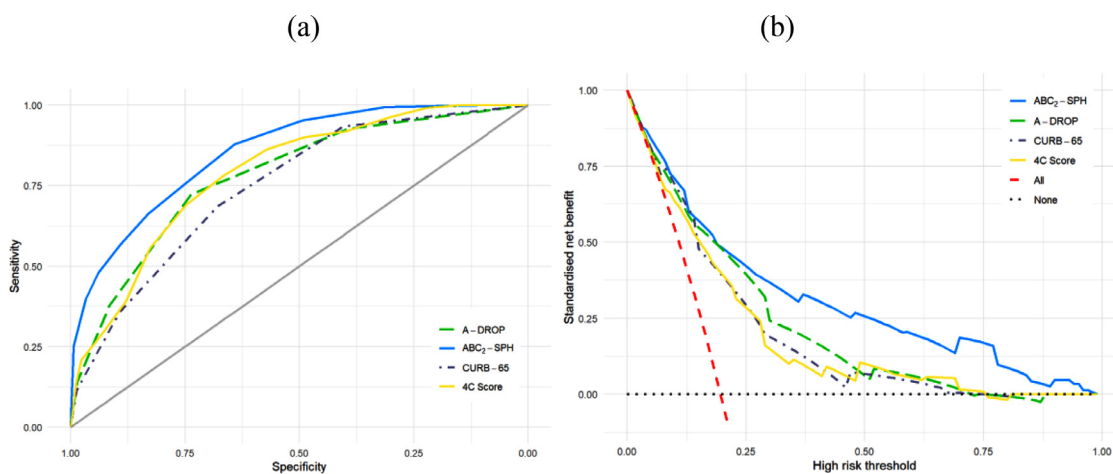 (a)
(b)
1.00
0.75
0.50
0.25
0.00
Sensitivity
1.00
0.75
0.50
0.25
0.00
Specificity
A-DROP
ABC₂-SPH
CURB-65
4C Score
1.00
0.75
0.50
0.25
0.00
Standardised net benefit
0.00
0.25
0.50
0.75
1.00
High risk threshold
ABC₂-SPH
A-DROP
CURB-65
4C Score
All
None